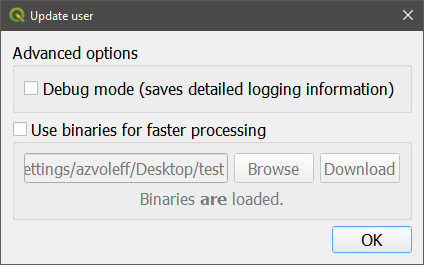 Update user
Advanced options
Debug mode (saves detailed logging information)
Use binaries for faster processing
ettings/azvoleff/Desktop/test Browse Download
Binaries are loaded.
OK